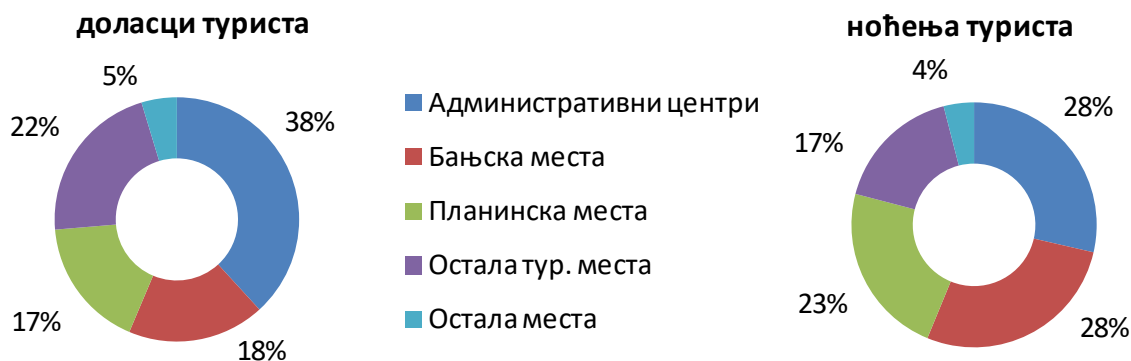 доласци туриста
5%
22%
38%
17%
18%
Административни центри
Бањска места
Планинска места
Остала тур. места
Остала места
ноћења туриста
4%
17%
28%
23%
28%